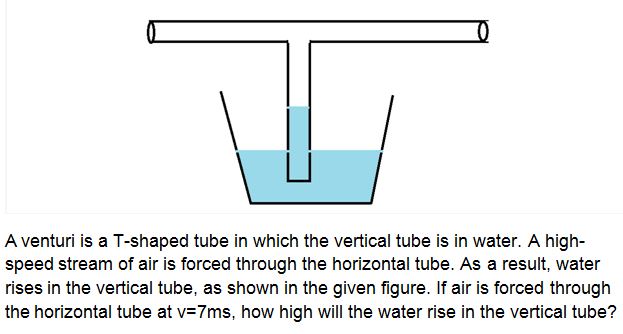 A venturi is a T-shaped tube in which the vertical tube is in water. A high-
speed stream of air is forced through the horizontal tube. As a result, water
rises in the vertical tube, as shown in the given figure. If air is forced through
the horizontal tube at v=7ms, how high will the water rise in the vertical tube?